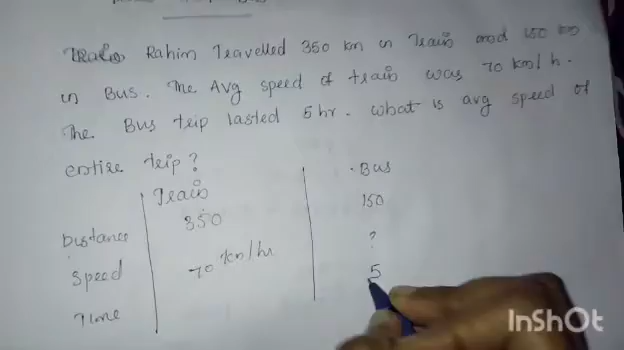 Rahim Travelled 350 km in Train and 150 km
in Bus. The Avg speed of train was 70 km/h.
The Bus trip lasted 5 hr. what is avg speed of
entire trip?
Train Bus
Distance 350 150
Speed 70 km/hr ?
Time 5
InShOt